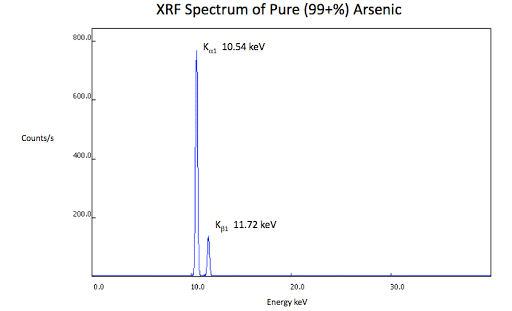 XRF Spectrum of Pure (99+%) Arsenic
800.0
Kα1 10.54 keV
600.0
Counts/s
400.0
Kβ1 11.72 keV
200.0
0.0 10.0 20.0 30.0
Energy keV